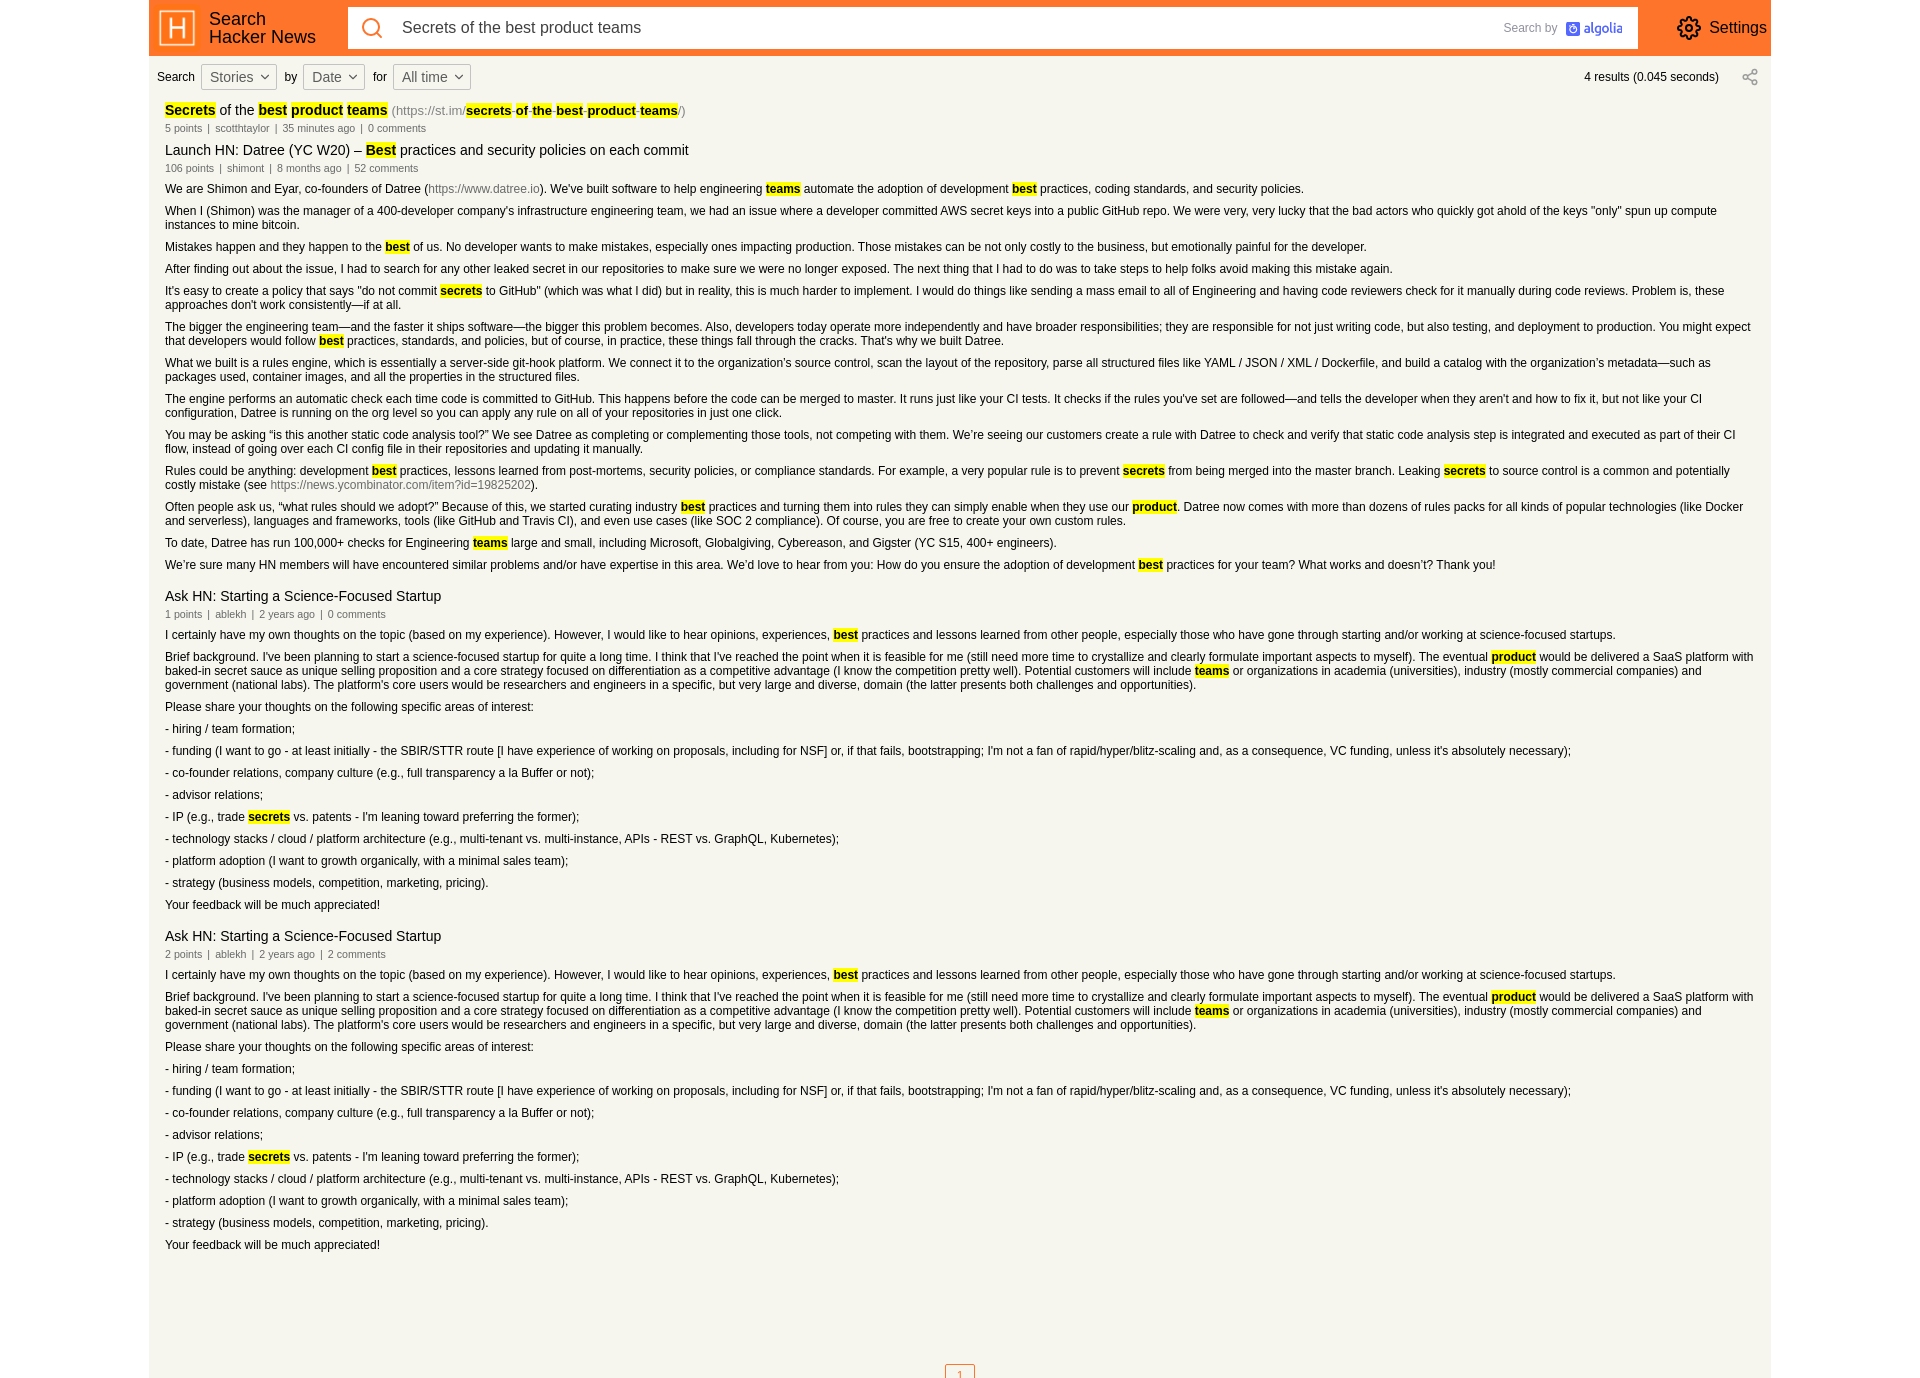 H
Search
Hacker News
Secrets of the best product teams
Search by algolia
Settings
Search Stories by Date for All time
4 results (0.045 seconds)
Secrets of the best product teams (https://st.im/secrets-of-the-best-product-teams/)
5 points | scotthtaylor | 35 minutes ago | 0 comments
Launch HN: Datree (YC W20) – Best practices and security policies on each commit
106 points | shimont | 8 months ago | 52 comments
We are Shimon and Eyar, co-founders of Datree (https://www.datree.io). We've built software to help engineering teams automate the adoption of development best practices, coding standards, and security policies.
When I (Shimon) was the manager of a 400-developer company's infrastructure engineering team, we had an issue where a developer committed AWS secret keys into a public GitHub repo. We were very, very lucky that the bad actors who quickly got ahold of the keys "only" spun up compute
instances to mine bitcoin.
Mistakes happen and they happen to the best of us. No developer wants to make mistakes, especially ones impacting production. Those mistakes can be not only costly to the business, but emotionally painful for the developer.
After finding out about the issue, I had to search for any other leaked secret in our repositories to make sure we were no longer exposed. The next thing that I had to do was to take steps to help folks avoid making this mistake again.
It's easy to create a policy that says "do not commit secrets to GitHub" (which was what I did) but in reality, this is much harder to implement. I would do things like sending a mass email to all of Engineering and having code reviewers check for it manually during code reviews. Problem is, these
approaches don't work consistently—if at all.
The bigger the engineering team—and the faster it ships software—the bigger this problem becomes. Also, developers today operate more independently and have broader responsibilities; they are responsible for not just writing code, but also testing, and deployment to production. You might expect
that developers would follow best practices, standards, and policies, but of course, in practice, these things fall through the cracks. That's why we built Datree.
What we built is a rules engine, which is essentially a server-side git-hook platform. We connect it to the organization’s source control, scan the layout of the repository, parse all structured files like YAML / JSON / XML / Dockerfile, and build a catalog with the organization’s metadata—such as
packages used, container images, and all the properties in the structured files.
The engine performs an automatic check each time code is committed to GitHub. This happens before the code can be merged to master. It runs just like your CI tests. It checks if the rules you've set are followed—and tells the developer when they aren't and how to fix it, but not like your CI
configuration, Datree is running on the org level so you can apply any rule on all of your repositories in just one click.
You may be asking “is this another static code analysis tool?” We see Datree as completing or complementing those tools, not competing with them. We’re seeing our customers create a rule with Datree to check and verify that static code analysis step is integrated and executed as part of their CI
flow, instead of going over each CI config file in their repositories and updating it manually.
Rules could be anything: development best practices, lessons learned from post-mortems, security policies, or compliance standards. For example, a very popular rule is to prevent secrets from being merged into the master branch. Leaking secrets to source control is a common and potentially
costly mistake (see https://news.ycombinator.com/item?id=19825202).
Often people ask us, “what rules should we adopt?” Because of this, we started curating industry best practices and turning them into rules they can simply enable when they use our product. Datree now comes with more than dozens of rules packs for all kinds of popular technologies (like Docker
and serverless), languages and frameworks, tools (like GitHub and Travis CI), and even use cases (like SOC 2 compliance). Of course, you are free to create your own custom rules.
To date, Datree has run 100,000+ checks for Engineering teams large and small, including Microsoft, Globalgiving, Cybereason, and Gigster (YC S15, 400+ engineers).
We’re sure many HN members will have encountered similar problems and/or have expertise in this area. We’d love to hear from you: How do you ensure the adoption of development best practices for your team? What works and doesn’t? Thank you!
Ask HN: Starting a Science-Focused Startup
1 points | ablekh | 2 years ago | 0 comments
I certainly have my own thoughts on the topic (based on my experience). However, I would like to hear opinions, experiences, best practices and lessons learned from other people, especially those who have gone through starting and/or working at science-focused startups.
Brief background. I've been planning to start a science-focused startup for quite a long time. I think that I've reached the point when it is feasible for me (still need more time to crystallize and clearly formulate important aspects to myself). The eventual product would be delivered a SaaS platform with
baked-in secret sauce as unique selling proposition and a core strategy focused on differentiation as a competitive advantage (I know the competition pretty well). Potential customers will include teams or organizations in academia (universities), industry (mostly commercial companies) and
government (national labs). The platform's core users would be researchers and engineers in a specific, but very large and diverse, domain (the latter presents both challenges and opportunities).
Please share your thoughts on the following specific areas of interest:
- hiring / team formation;
- funding (I want to go - at least initially - the SBIR/STTR route [I have experience of working on proposals, including for NSF] or, if that fails, bootstrapping; I'm not a fan of rapid/hyper/blitz-scaling and, as a consequence, VC funding, unless it's absolutely necessary);
- co-founder relations, company culture (e.g., full transparency a la Buffer or not);
- advisor relations;
- IP (e.g., trade secrets vs. patents - I'm leaning toward preferring the former);
- technology stacks / cloud / platform architecture (e.g., multi-tenant vs. multi-instance, APIs - REST vs. GraphQL, Kubernetes);
- platform adoption (I want to growth organically, with a minimal sales team);
- strategy (business models, competition, marketing, pricing).
Your feedback will be much appreciated!
Ask HN: Starting a Science-Focused Startup
2 points | ablekh | 2 years ago | 2 comments
I certainly have my own thoughts on the topic (based on my experience). However, I would like to hear opinions, experiences, best practices and lessons learned from other people, especially those who have gone through starting and/or working at science-focused startups.
Brief background. I've been planning to start a science-focused startup for quite a long time. I think that I've reached the point when it is feasible for me (still need more time to crystallize and clearly formulate important aspects to myself). The eventual product would be delivered a SaaS platform with
baked-in secret sauce as unique selling proposition and a core strategy focused on differentiation as a competitive advantage (I know the competition pretty well). Potential customers will include teams or organizations in academia (universities), industry (mostly commercial companies) and
government (national labs). The platform's core users would be researchers and engineers in a specific, but very large and diverse, domain (the latter presents both challenges and opportunities).
Please share your thoughts on the following specific areas of interest:
- hiring / team formation;
- funding (I want to go - at least initially - the SBIR/STTR route [I have experience of working on proposals, including for NSF] or, if that fails, bootstrapping; I'm not a fan of rapid/hyper/blitz-scaling and, as a consequence, VC funding, unless it's absolutely necessary);
- co-founder relations, company culture (e.g., full transparency a la Buffer or not);
- advisor relations;
- IP (e.g., trade secrets vs. patents - I'm leaning toward preferring the former);
- technology stacks / cloud / platform architecture (e.g., multi-tenant vs. multi-instance, APIs - REST vs. GraphQL, Kubernetes);
- platform adoption (I want to growth organically, with a minimal sales team);
- strategy (business models, competition, marketing, pricing).
Your feedback will be much appreciated!
1